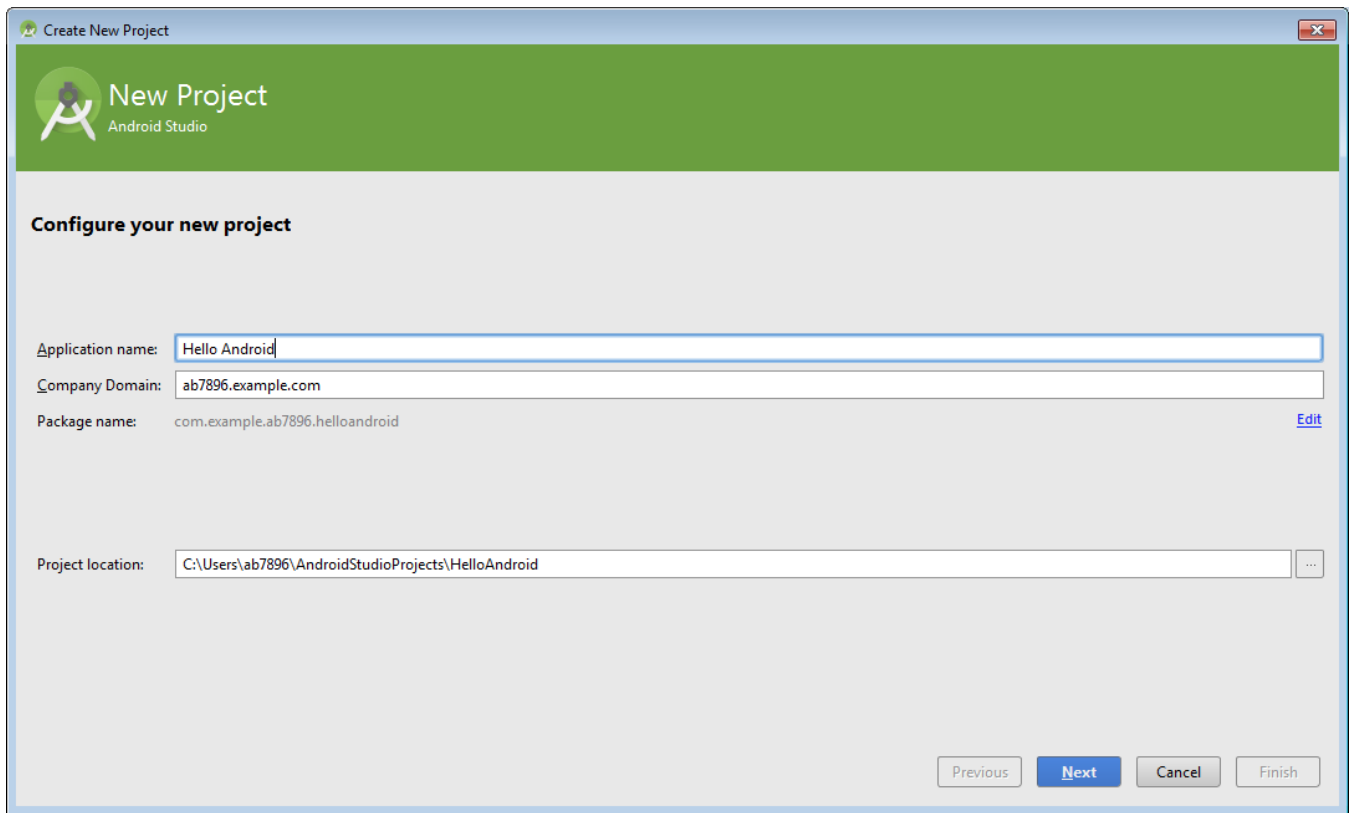 Create New Project
New Project
Android Studio
Configure your new project
Application name: Hello Android
Company Domain: ab7896.example.com
Package name: com.example.ab7896.helloandroid Edit
Project location: C:\Users\ab7896\AndroidStudioProjects\HelloAndroid ...
Previous Next Cancel Finish